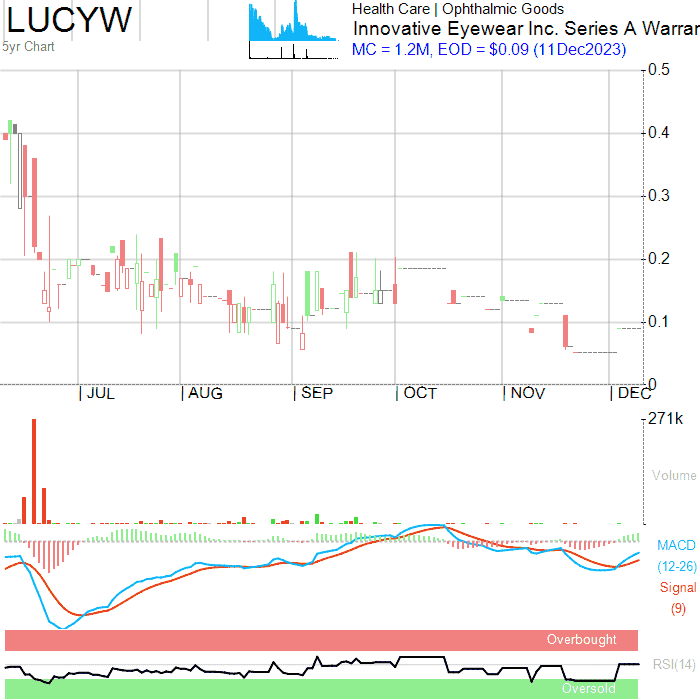 LUCYW
5yr Chart
Health Care | Ophthalmic Goods
Innovative Eyewear Inc. Series A Warrar
MC = 1.2M, EOD = $0.09 (11Dec2023)
0.5
0.4
0.3
0.2
0.1
0
| JUL | AUG | SEP | OCT | NOV | DEC
271k
Volume
MACD
(12-26)
Signal
(9)
Overbought
RSI(14)
Oversold